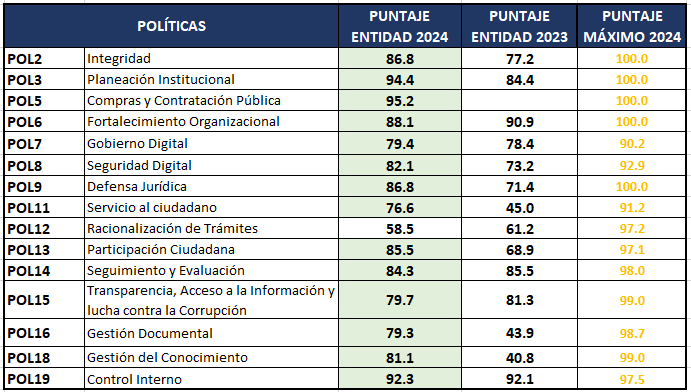 POLÍTICAS PUNTAJE ENTIDAD 2024 PUNTAJE ENTIDAD 2023 PUNTAJE MÁXIMO 2024
POL2 Integridad 86.8 77.2 100.0
POL3 Planeación Institucional 94.4 84.4 100.0
POL5 Compras y Contratación Pública 95.2 100.0
POL6 Fortalecimiento Organizacional 88.1 90.9 100.0
POL7 Gobierno Digital 79.4 78.4 90.2
POL8 Seguridad Digital 82.1 73.2 92.9
POL9 Defensa Jurídica 86.8 71.4 100.0
POL11 Servicio al ciudadano 76.6 45.0 91.2
POL12 Racionalización de Trámites 58.5 61.2 97.2
POL13 Participación Ciudadana 85.5 68.9 97.1
POL14 Seguimiento y Evaluación 84.3 85.5 98.0
POL15 Transparencia, Acceso a la Información y lucha contra la Corrupción 79.7 81.3 99.0
POL16 Gestión Documental 79.3 43.9 98.7
POL18 Gestión del Conocimiento 81.1 40.8 99.0
POL19 Control Interno 92.3 92.1 97.5